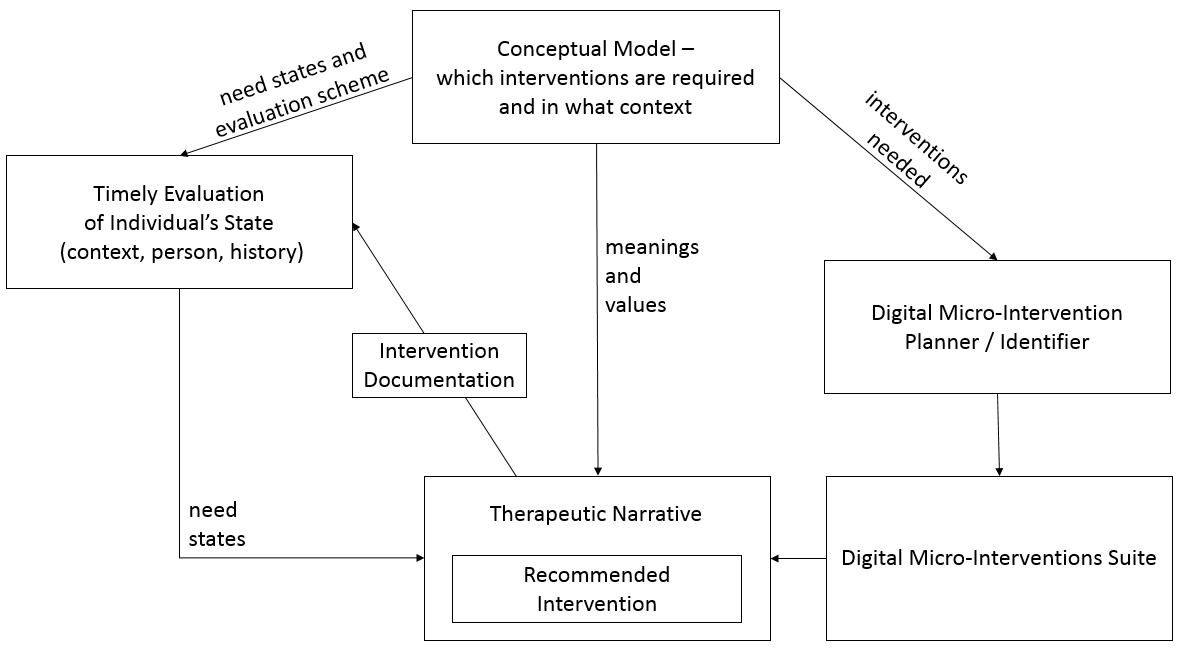 Conceptual Model –
which interventions are required
and in what context
need states and
evaluation scheme
interventions
needed
Timely Evaluation
of Individual’s State
(context, person, history)
meanings
and
values
Digital Micro-Intervention
Planner / Identifier
Intervention
Documentation
need
states
Therapeutic Narrative
Recommended
Intervention
Digital Micro-Interventions Suite